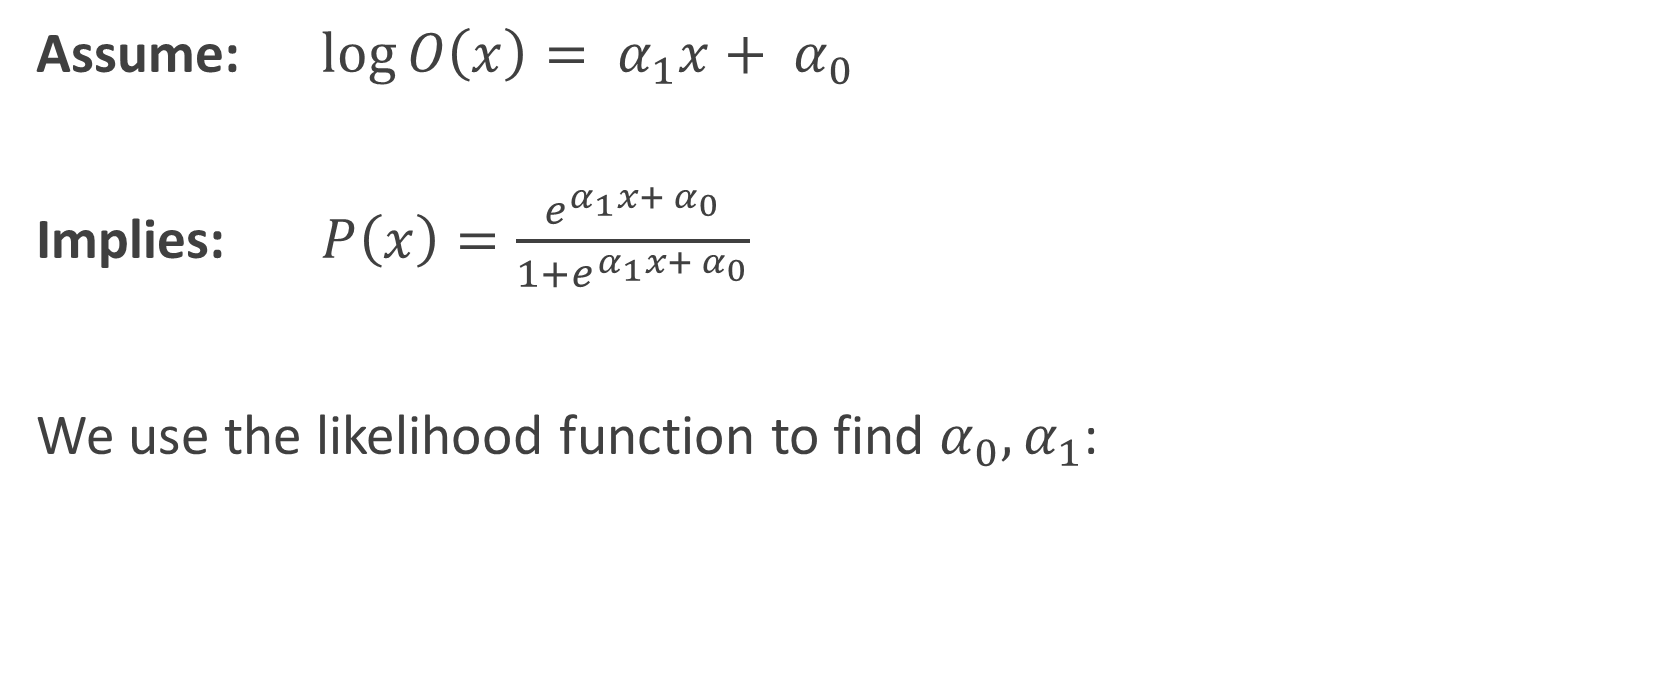 Assume: log 𝑂(𝑥) = 𝛼₁𝑥 + 𝛼₀
Implies: 𝑃(𝑥) = 𝑒^(𝛼₁𝑥+ 𝛼₀) / 1+𝑒^(𝛼₁𝑥+ 𝛼₀)
We use the likelihood function to find 𝛼₀, 𝛼₁: